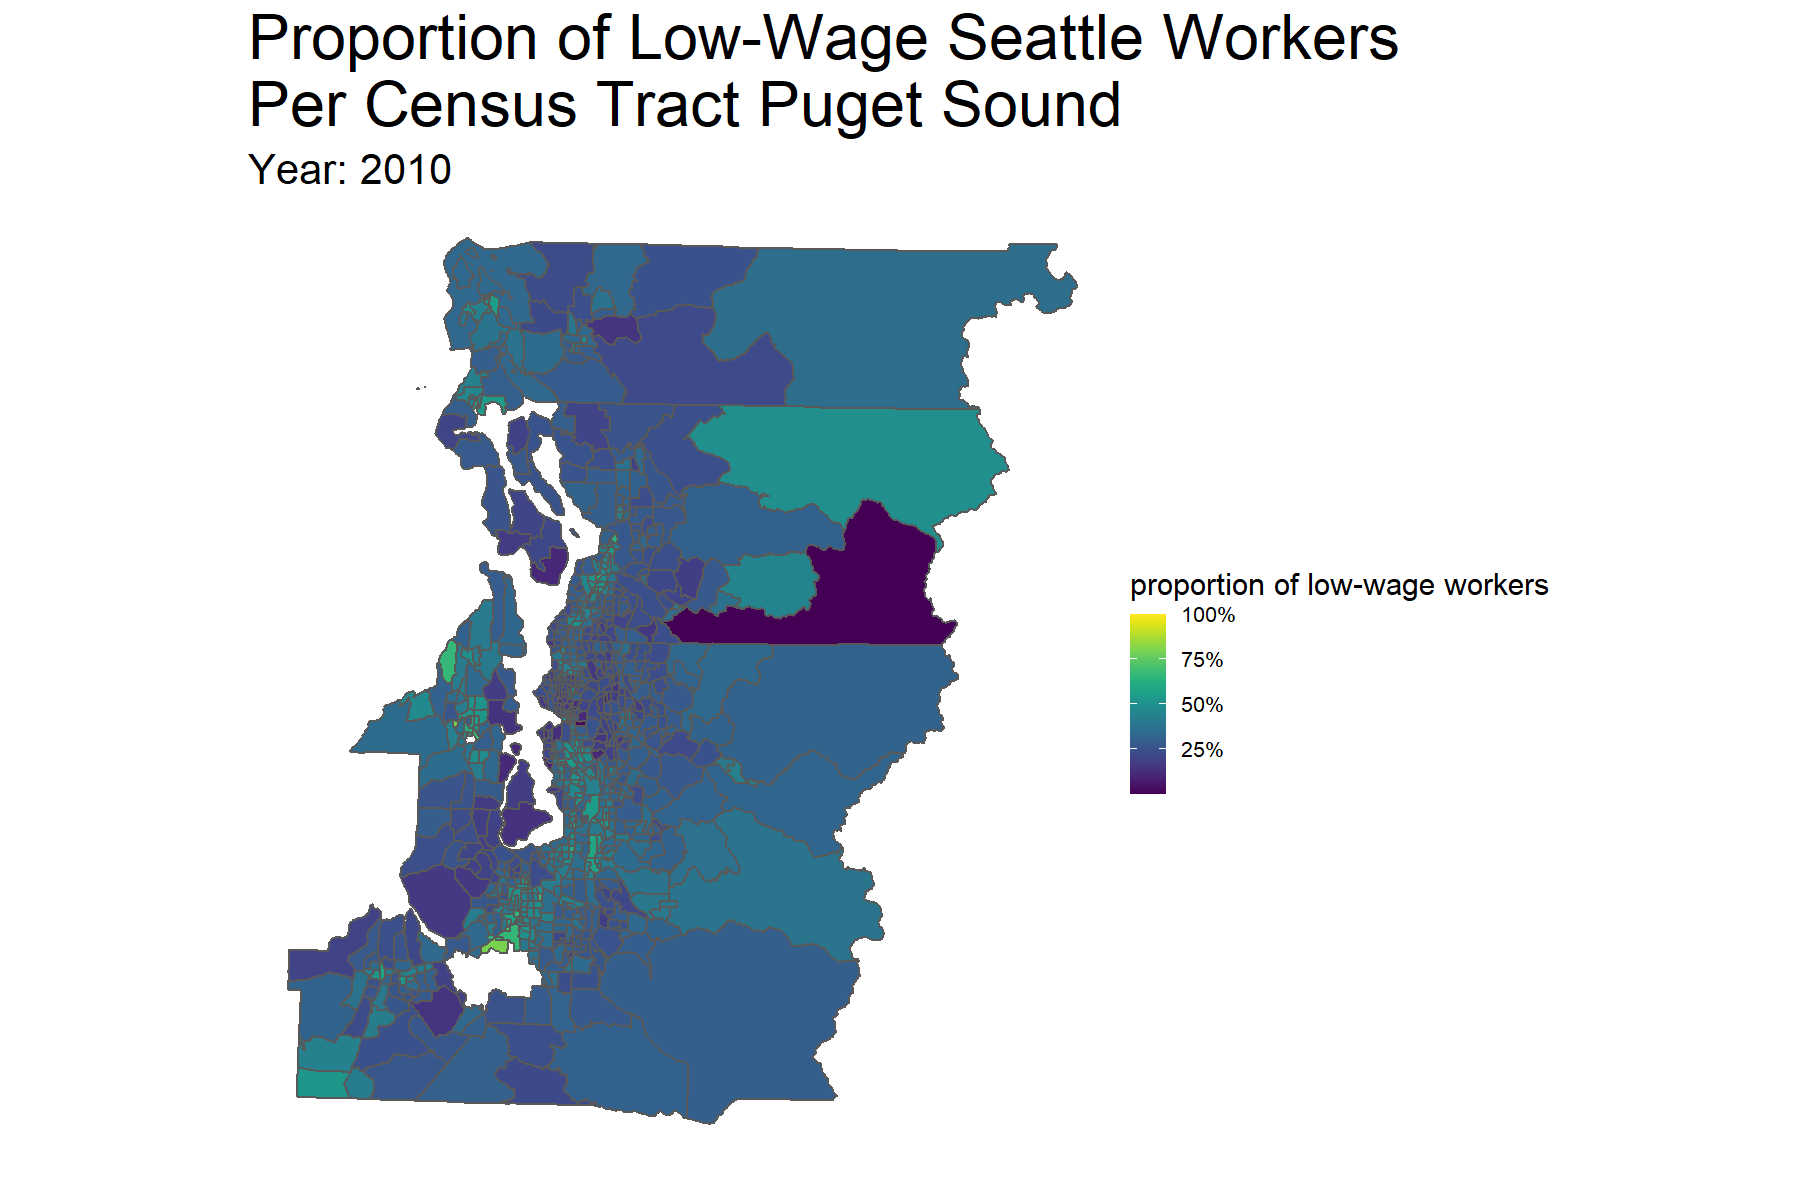 Proportion of Low-Wage Seattle Workers
Per Census Tract Puget Sound
Year: 2010
proportion of low-wage workers
100%
75%
50%
25%